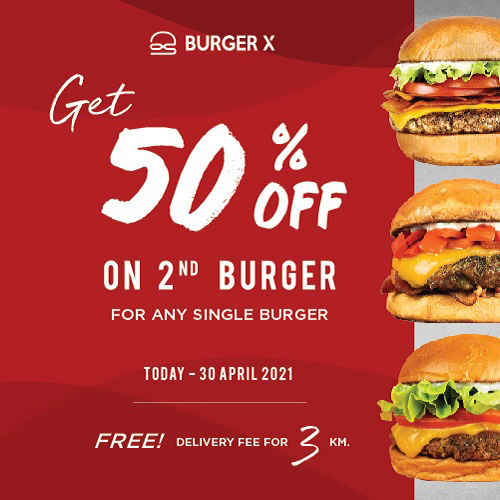 BURGER X
Get
50% OFF
ON 2ND BURGER
FOR ANY SINGLE BURGER
TODAY – 30 APRIL 2021
FREE! DELIVERY FEE FOR 3 KM.